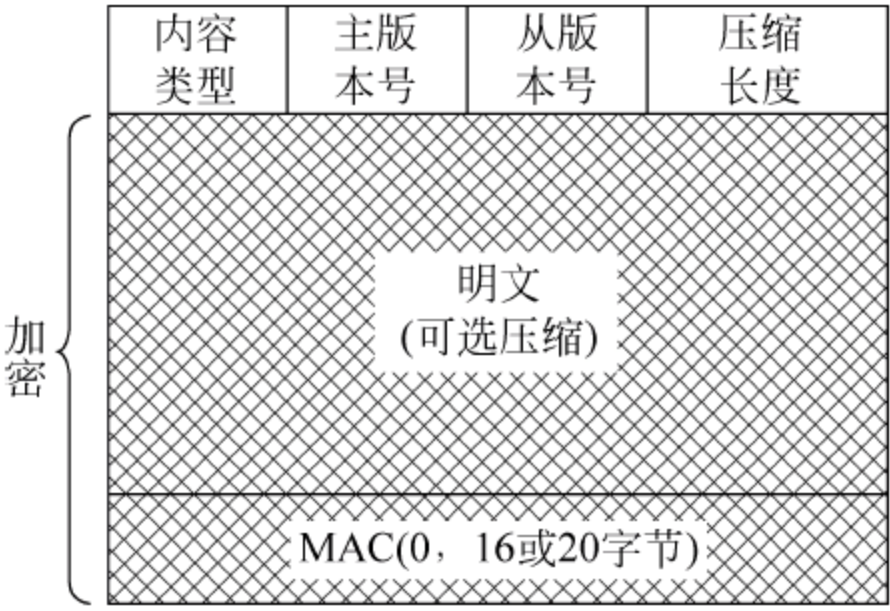 内容
类型
主版
本号
从版
本号
压缩
长度
加密
明文
(可选压缩)
MAC(0，16或20字节)